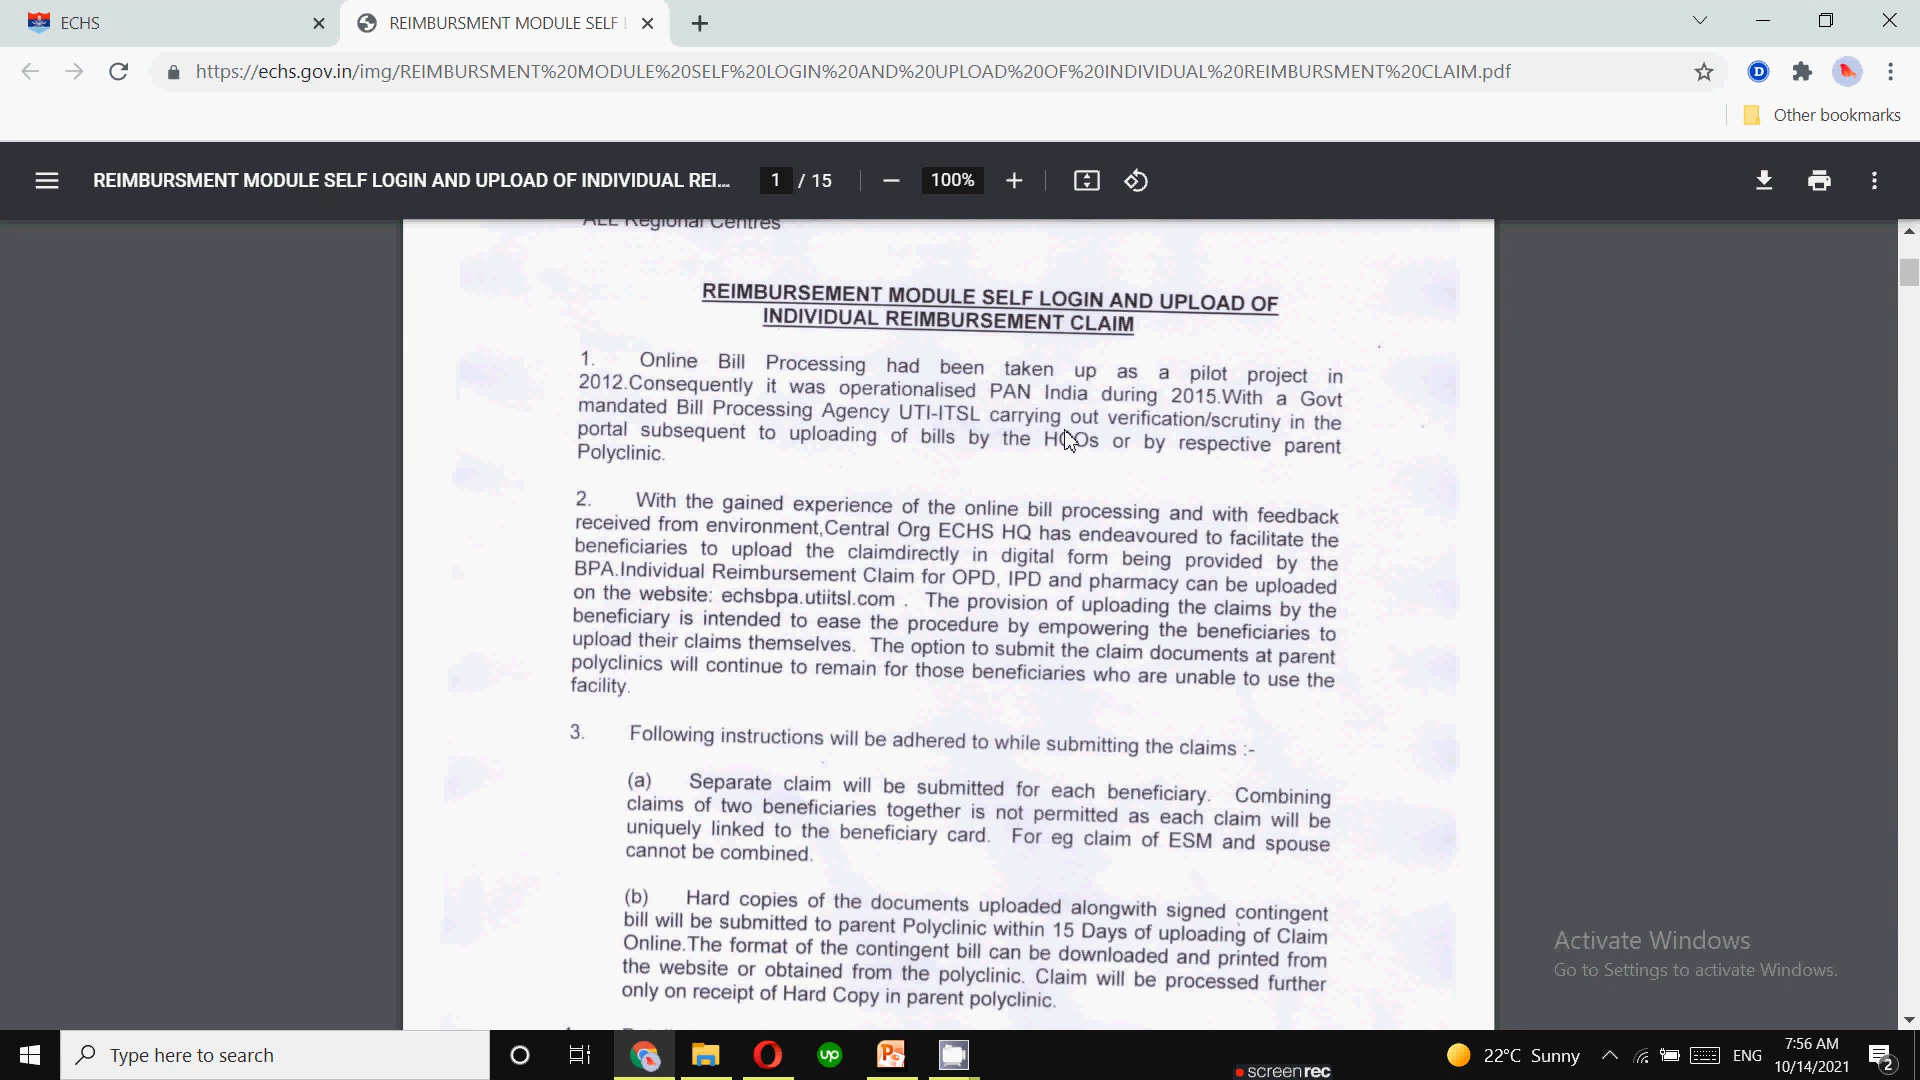 ECHS
REIMBURSMENT MODULE SELF
https://echs.gov.in/img/REIMBURSMENT%20MODULE%20SELF%20LOGIN%20AND%20UPLOAD%20OF%20INDIVIDUAL%20REIMBURSMENT%20CLAIM.pdf
D
Other bookmarks
REIMBURSMENT MODULE SELF LOGIN AND UPLOAD OF INDIVIDUAL REI...
1 / 15
100%
ALL Regional Centres
REIMBURSEMENT MODULE SELF LOGIN AND UPLOAD OF
INDIVIDUAL REIMBURSEMENT CLAIM
1. Online Bill Processing had been taken up as a pilot project in
2012.Consequently it was operationalised PAN India during 2015.With a Govt
mandated Bill Processing Agency UTI-ITSL carrying out verification/scrutiny in the
portal subsequent to uploading of bills by the HCOs or by respective parent
Polyclinic.
2. With the gained experience of the online bill processing and with feedback
received from environment,Central Org ECHS HQ has endeavoured to facilitate the
beneficiaries to upload the claimdirectly in digital form being provided by the
BPA.Individual Reimbursement Claim for OPD, IPD and pharmacy can be uploaded
on the website: echsbpa.utiitsl.com . The provision of uploading the claims by the
beneficiary is intended to ease the procedure by empowering the beneficiaries to
upload their claims themselves. The option to submit the claim documents at parent
polyclinics will continue to remain for those beneficiaries who are unable to use the
facility.
3. Following instructions will be adhered to while submitting the claims :-
(a) Separate claim will be submitted for each beneficiary. Combining
claims of two beneficiaries together is not permitted as each claim will be
uniquely linked to the beneficiary card. For eg claim of ESM and spouse
cannot be combined.
(b) Hard copies of the documents uploaded alongwith signed contingent
bill will be submitted to parent Polyclinic within 15 Days of uploading of Claim
Online.The format of the contingent bill can be downloaded and printed from
the website or obtained from the polyclinic. Claim will be processed further
only on receipt of Hard Copy in parent polyclinic.
Activate Windows
Go to Settings to activate Windows.
Type here to search
up
22°C Sunny
ENG
7:56 AM
10/14/2021
2
screenrec